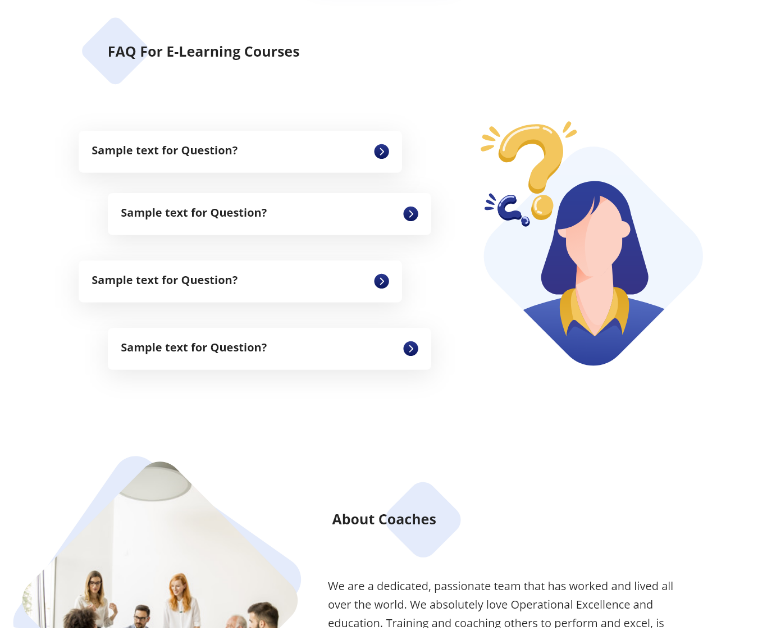 FAQ For E-Learning Courses
Sample text for Question?
Sample text for Question?
Sample text for Question?
Sample text for Question?
About Coaches
We are a dedicated, passionate team that has worked and lived all
over the world. We absolutely love Operational Excellence and
education. Training and coaching others to perform and excel, is